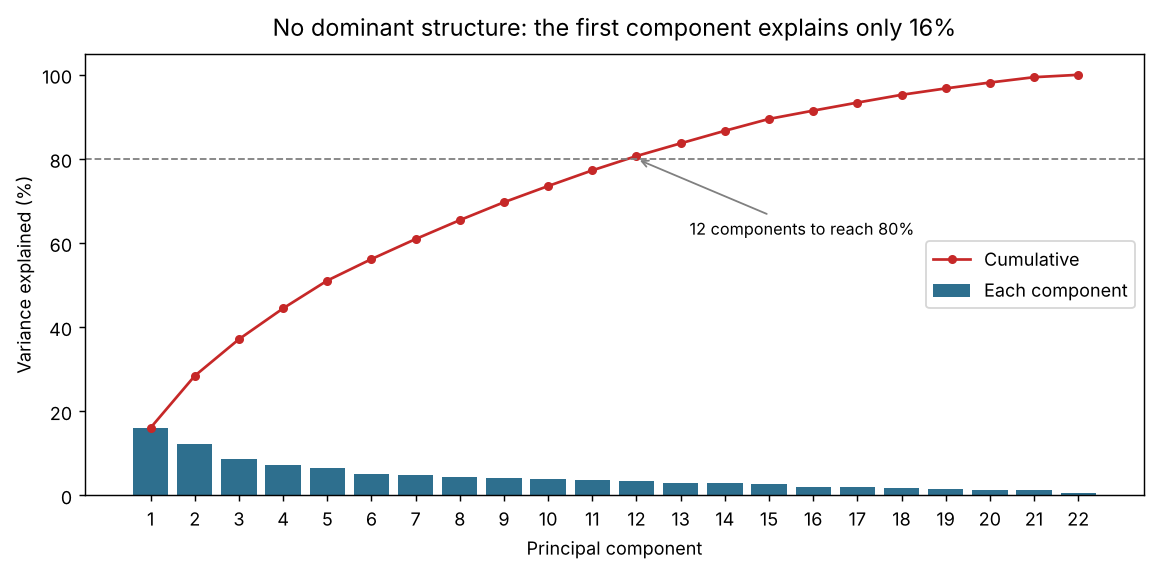 No dominant structure: the first component explains only 16%
Variance explained (%)
100
80
60
40
20
0
12 components to reach 80%
Cumulative
Each component
1 2 3 4 5 6 7 8 9 10 11 12 13 14 15 16 17 18 19 20 21 22
Principal component